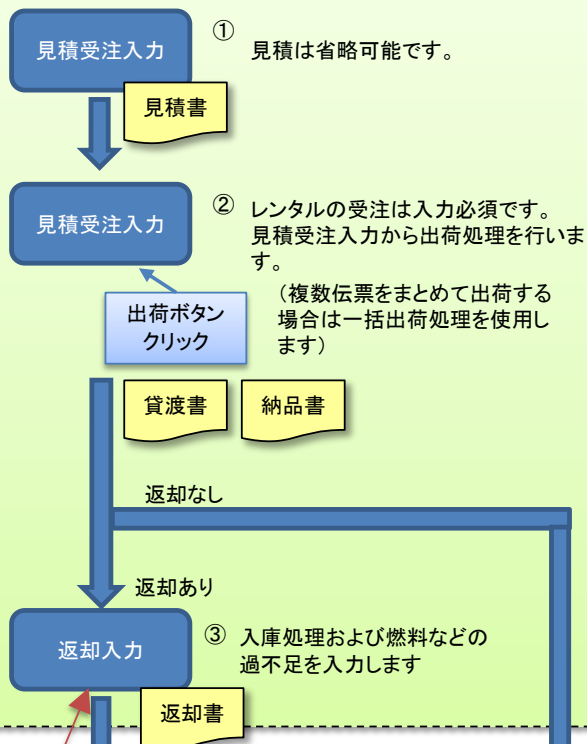 見積受注入力
①
見積は省略可能です。
見積書
見積受注入力
②
レンタルの受注は入力必須です。
見積受注入力から出荷処理を行いま
す。
（複数伝票をまとめて出荷する
場合は一括出荷処理を使用し
ます）
出荷ボタン
クリック
貸渡書
納品書
返却なし
返却あり
返却入力
③
入庫処理および燃料などの
過不足を入力します
返却書